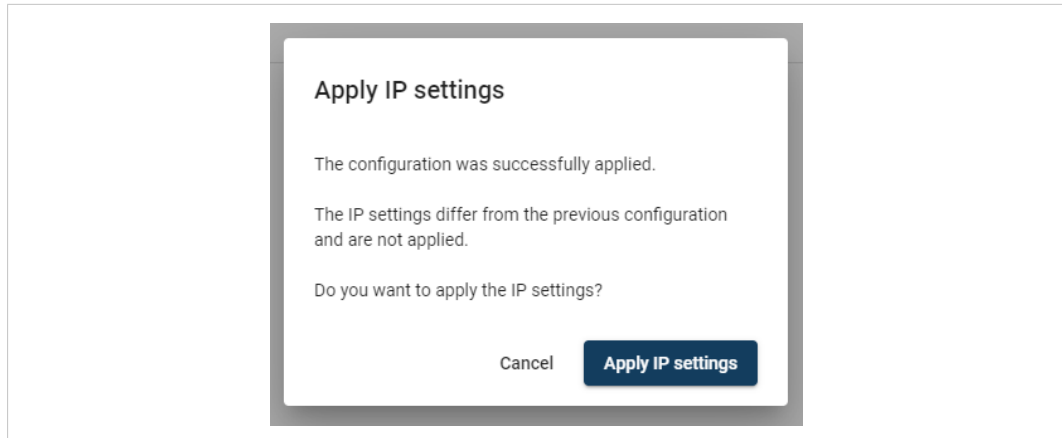 Apply IP settings
The configuration was successfully applied.
The IP settings differ from the previous configuration
and are not applied.
Do you want to apply the IP settings?
Cancel
Apply IP settings